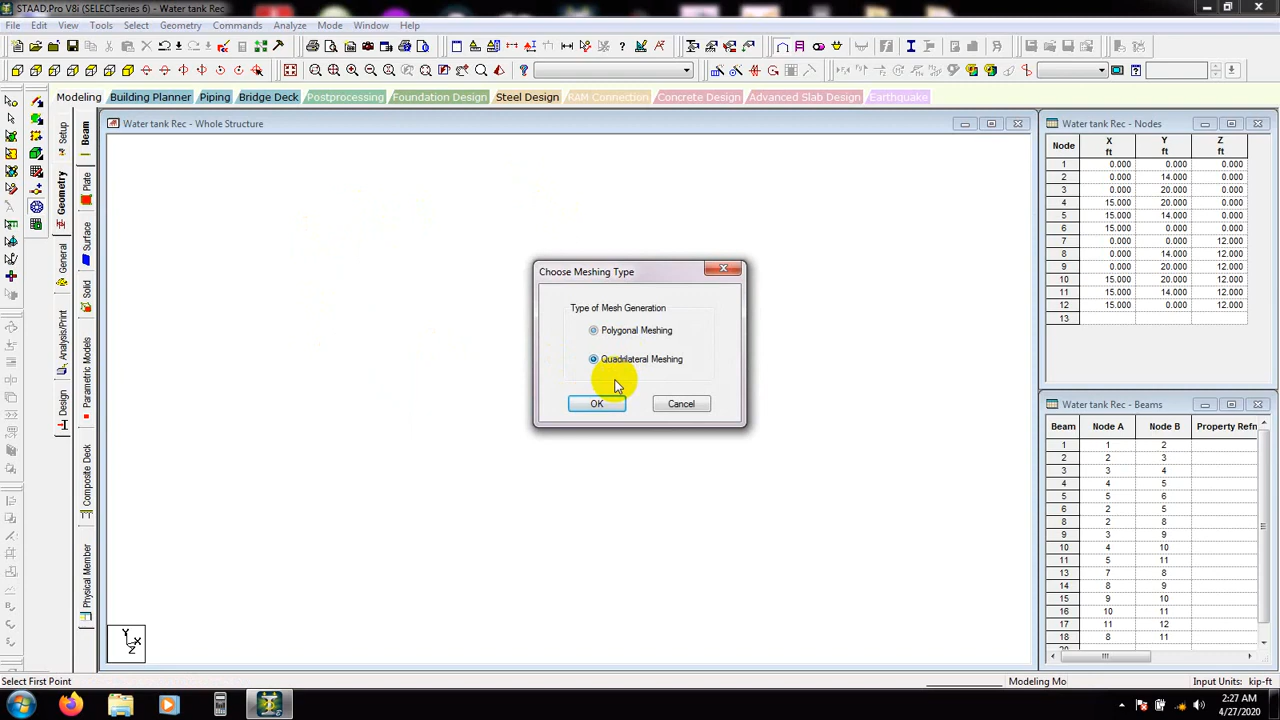 STAAD.Pro V8i (SELECTseries 6) - Water tank Rec
File Edit View Tools Select Geometry Commands Analyze Mode Window Help
Modeling Building Planner Piping Bridge Deck Postprocessing Foundation Design Steel Design RAM Connection Concrete Design Advanced Slab Design Earthquake
Setup
Geometry
General
Analysis/Print
Design
Beam
Plate
Surface
Solid
Parametric Models
Composite Deck
Physical Member
Water tank Rec - Whole Structure
Choose Meshing Type
Type of Mesh Generation
Polygonal Meshing
Quadrilateral Meshing
OK Cancel
Y
X
Z
Water tank Rec - Nodes
Node X Y Z
ft ft ft
1 0.000 0.000 0.000
2 0.000 14.000 0.000
3 0.000 20.000 0.000
4 15.000 20.000 0.000
5 15.000 14.000 0.000
6 15.000 0.000 0.000
7 0.000 0.000 12.000
8 0.000 14.000 12.000
9 0.000 20.000 12.000
10 15.000 20.000 12.000
11 15.000 14.000 12.000
12 15.000 0.000 12.000
13
Water tank Rec - Beams
Beam Node A Node B Property Refn
1 1 2
2 2 3
3 3 4
4 4 5
5 5 6
6 2 5
8 2 8
9 3 9
10 4 10
11 5 11
13 7 8
14 8 9
15 9 10
16 10 11
17 11 12
18 8 11
Select First Point Modeling Mo Input Units: kip-ft
2:27 AM
4/27/2020